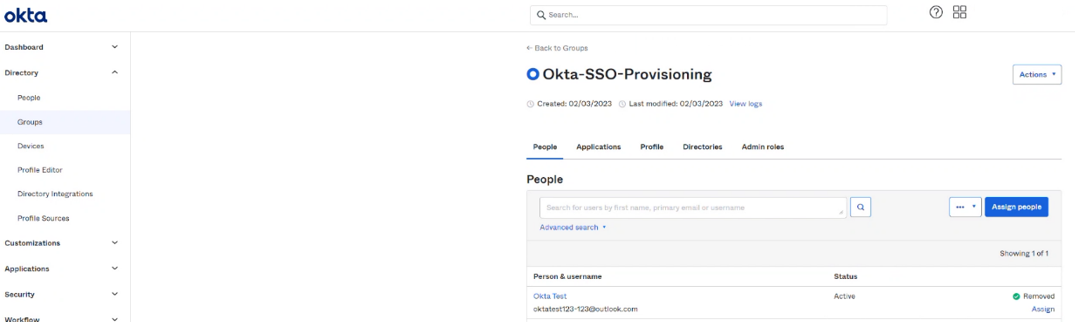 okta
Search...
Dashboard
Directory
People
Groups
Devices
Profile Editor
Directory Integrations
Profile Sources
Customizations
Applications
Security
Workflow
← Back to Groups
Okta-SSO-Provisioning
Actions
Created: 02/03/2023 Last modified: 02/03/2023 View logs
People Applications Profile Directories Admin roles
People
Search for users by first name, primary email or username
Assign people
Advanced search
Showing 1 of 1
Person & username Status
Okta Test Active Removed
oktatest123-123@outlook.com Assign